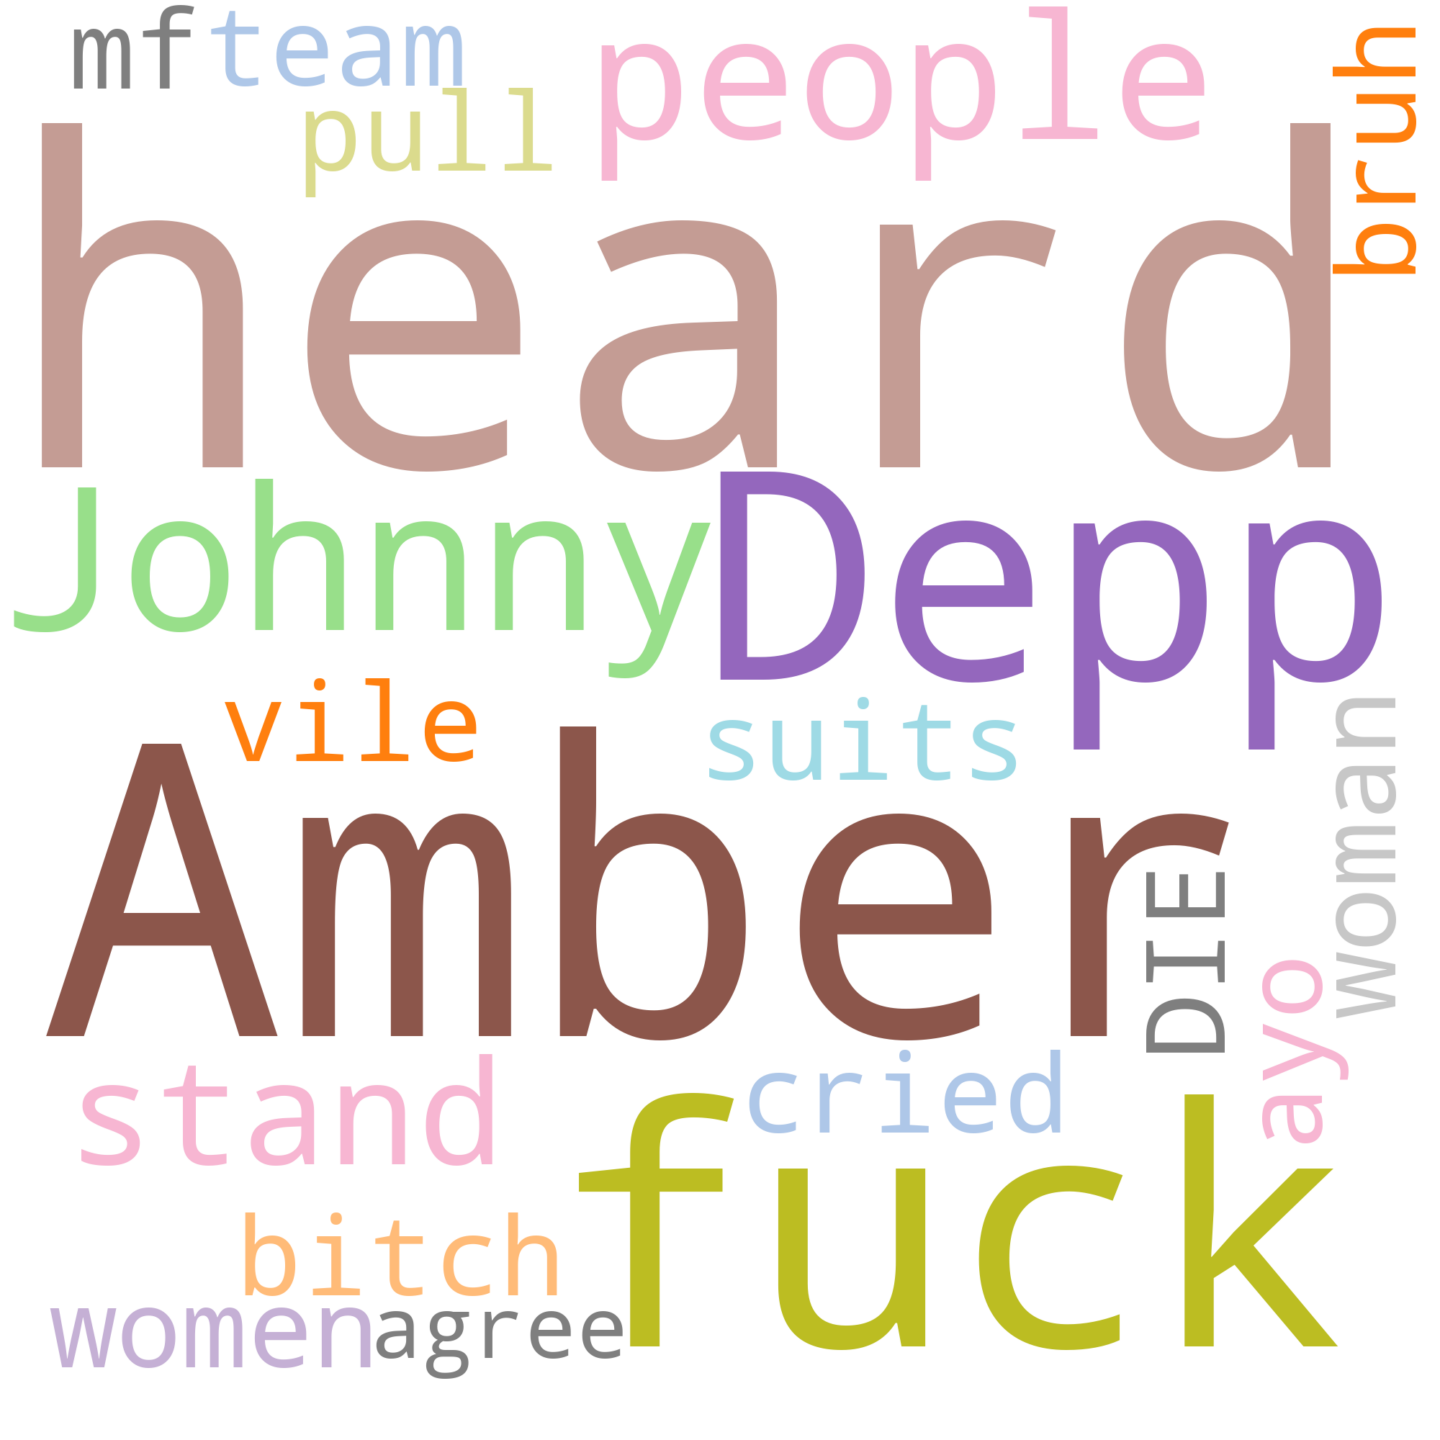 mf team people bruh
pull
heard
Johnny Depp
vile suits woman
Amber DIE
ayo
stand cried
fuck
bitch
women agree